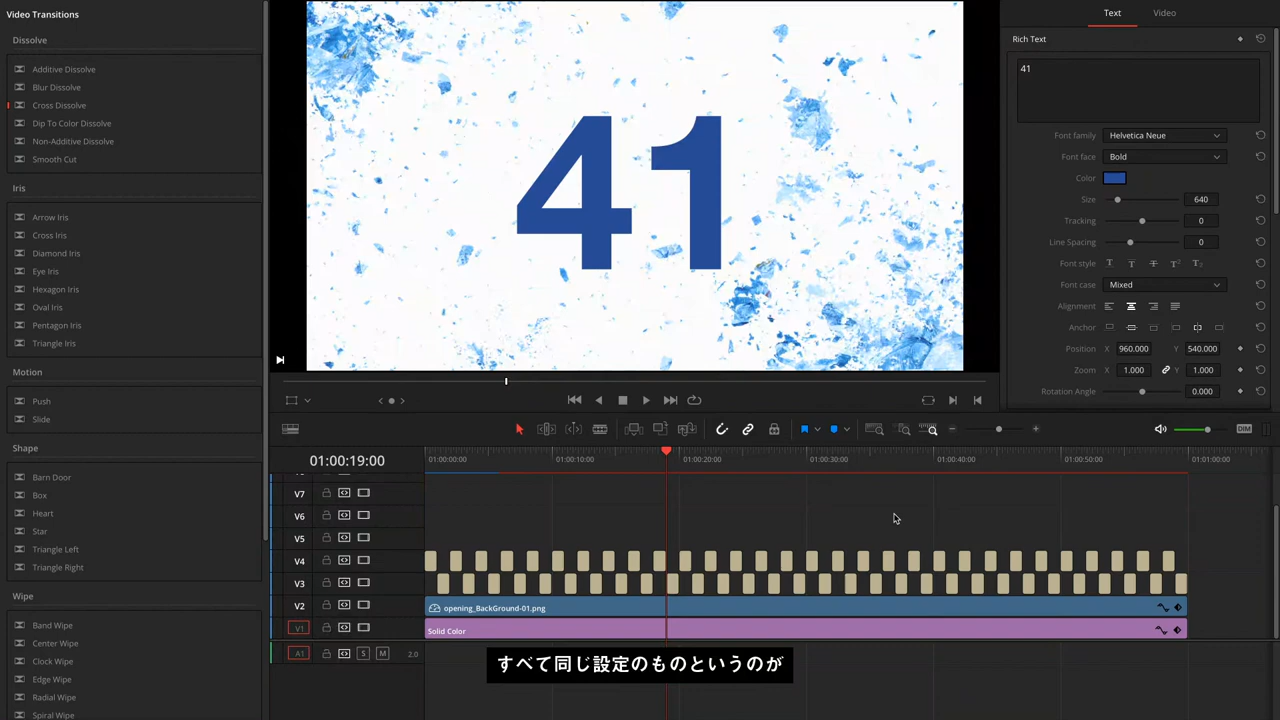 Video Transitions
Dissolve
Additive Dissolve
Blur Dissolve
Cross Dissolve
Dip To Color Dissolve
Non-Additive Dissolve
Smooth Cut
Iris
Arrow Iris
Cross Iris
Diamond Iris
Eye Iris
Hexagon Iris
Oval Iris
Pentagon Iris
Triangle Iris
Motion
Push
Slide
Shape
Barn Door
Box
Heart
Star
Triangle Left
Triangle Right
Wipe
Band Wipe
Center Wipe
Clock Wipe
Edge Wipe
Radial Wipe
Spiral Wipe
41
Text Video
Rich Text
41
Font family Helvetica Neue
Font face Bold
Color
Size 640
Tracking 0
Line Spacing 0
Font style T T T T T
Font case Mixed
Alignment
Anchor
Position X 960.000 Y 540.000
Zoom X 1.000 Y 1.000
Rotation Angle 0.000
DIM
01:00:19:00
01:00:00:00 01:00:10:00 01:00:20:00 01:00:30:00 01:00:40:00 01:00:50:00 01:01:00:00
V7
V6
V5
V4
V3
V2 opening_BackGround-01.png
V1 Solid Color
A1 S M 2.0
すべて同じ設定のものというのが